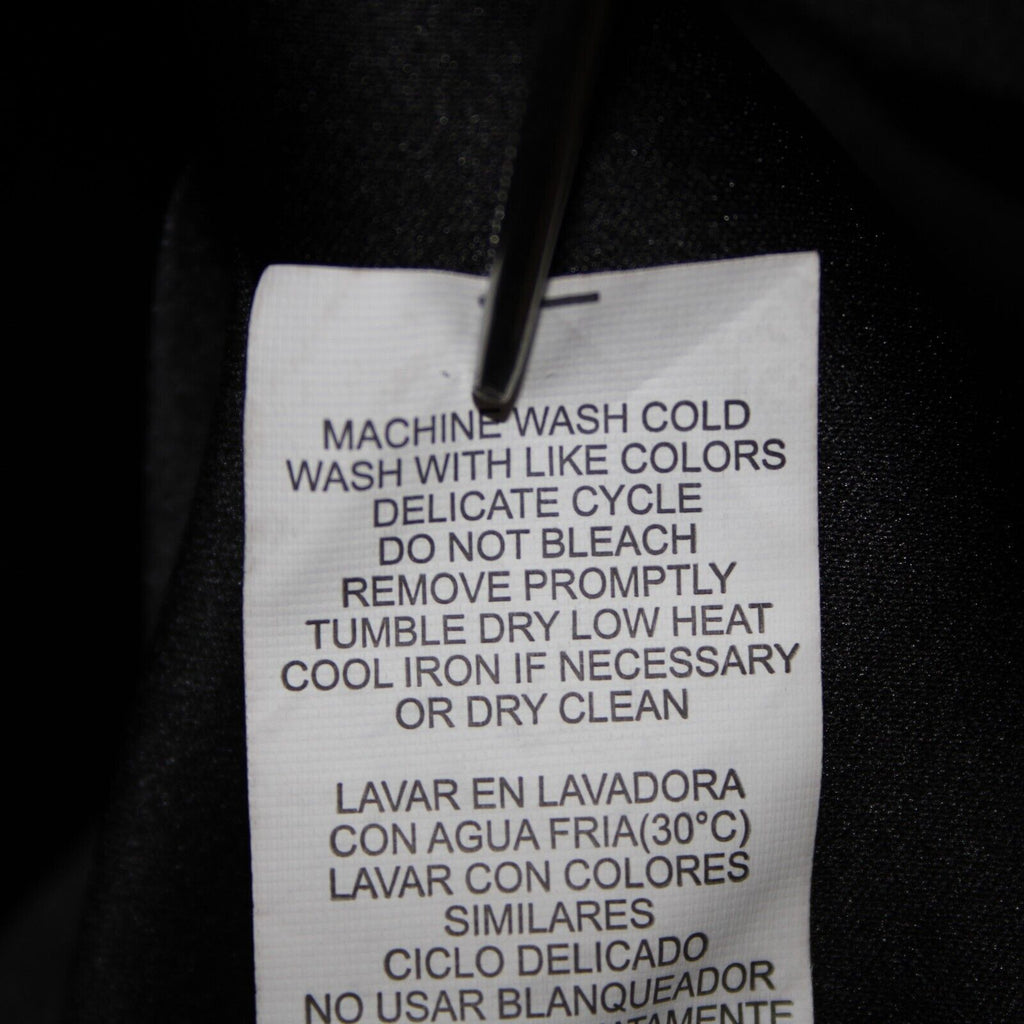 MACHINE WASH COLD
WASH WITH LIKE COLORS
DELICATE CYCLE
DO NOT BLEACH
REMOVE PROMPTLY
TUMBLE DRY LOW HEAT
COOL IRON IF NECESSARY
OR DRY CLEAN
LAVAR EN LAVADORA
CON AGUA FRIA(30°C)
LAVAR CON COLORES
SIMILARES
CICLO DELICADO
NO USAR BLANQUEADOR